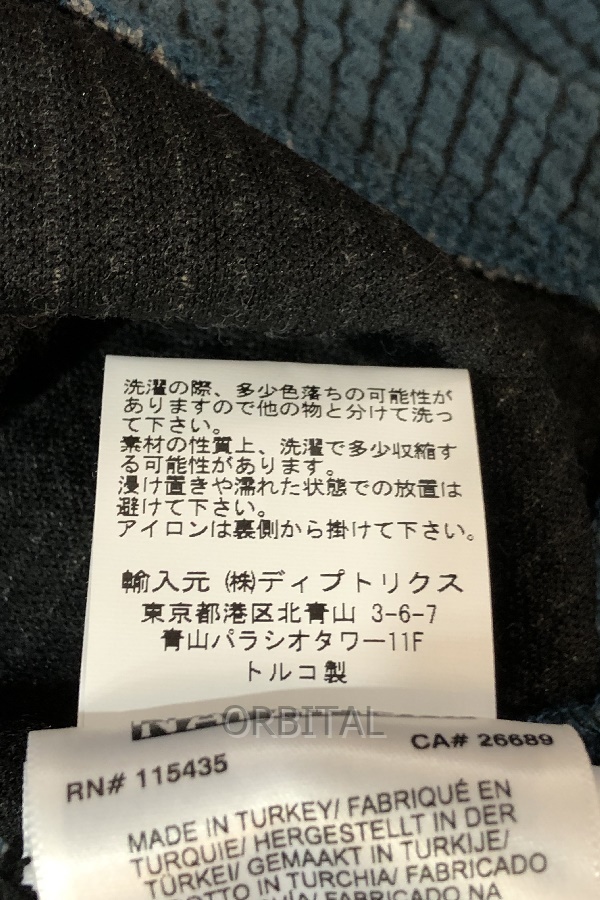 洗濯の際、多少色落ちの可能性が
ありますので他の物と分けて洗っ
て下さい。
素材の性質上、洗濯で多少収縮す
る可能性があります。
浸け置きや濡れた状態での放置は
避けて下さい。
アイロンは裏側から掛けて下さい。
輸入元 ㈱ディプトリクス
東京都港区北青山 3-6-7
青山パラシオタワー11F
トルコ製
ORBITAL
RN# 115435
CA# 26689
MADE IN TURKEY/ FABRIQUÉ EN
TURQUIE/ HERGESTELLT IN DER
TÜRKEI/ GEMAAKT IN TURKIJE/
IN TURCHIA/ FABRICADO
FABRICADO NA